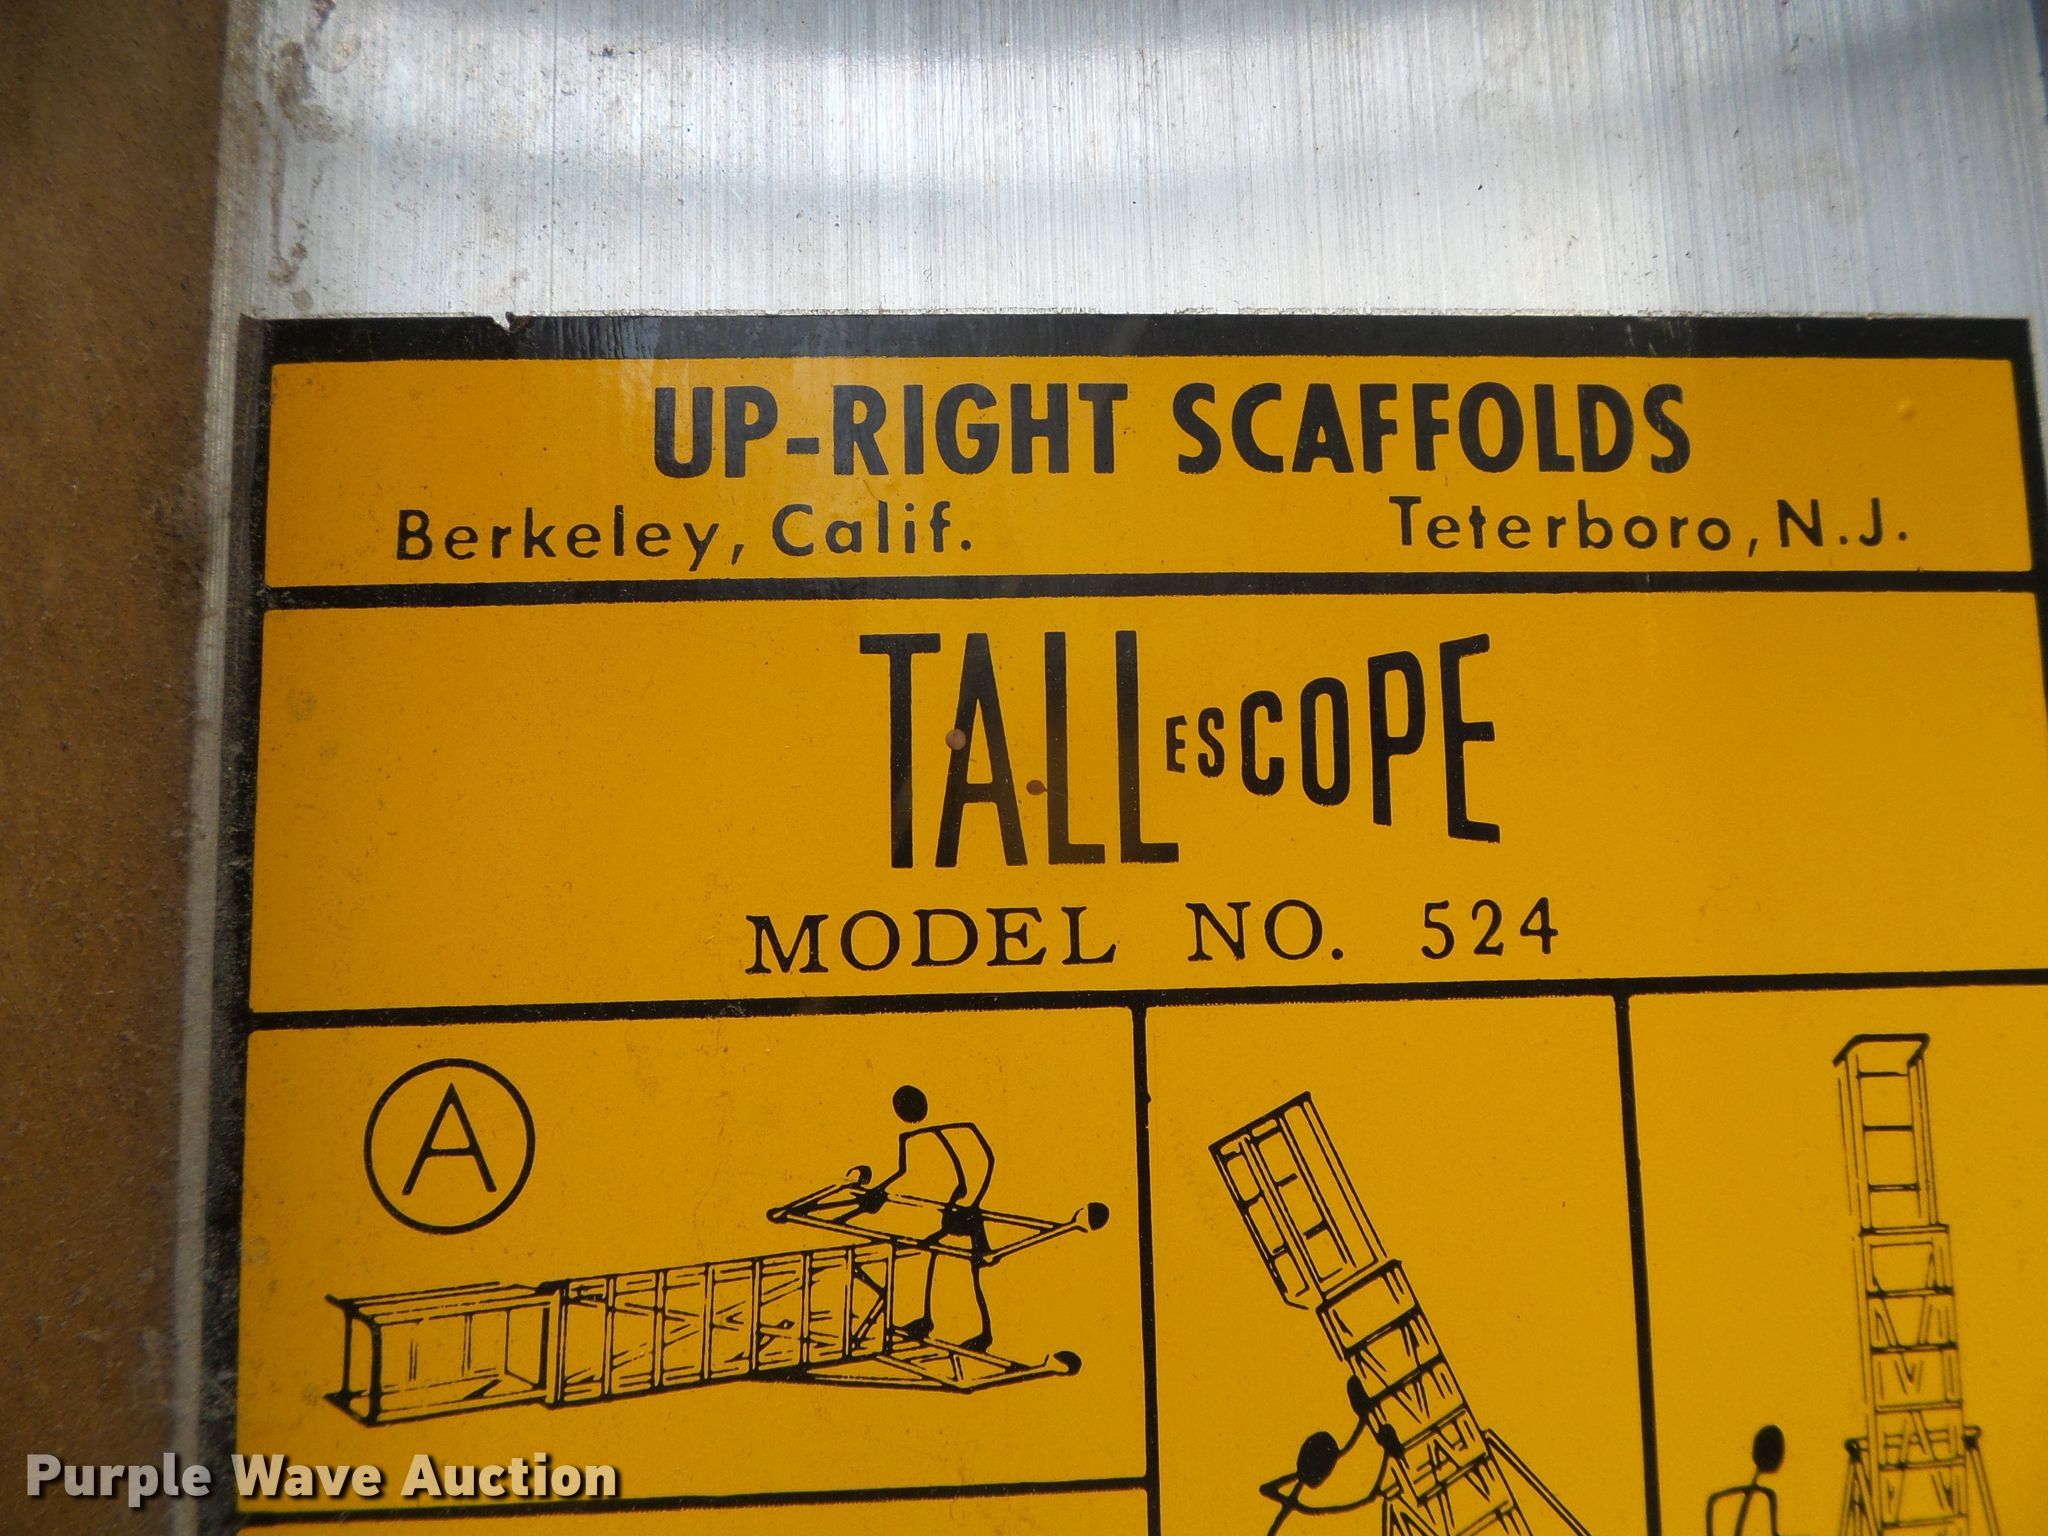 UP-RIGHT SCAFFOLDS
Berkeley, Calif. Teterboro, N.J.
TALLESCOPE
MODEL NO. 524
A
Purple Wave Auction